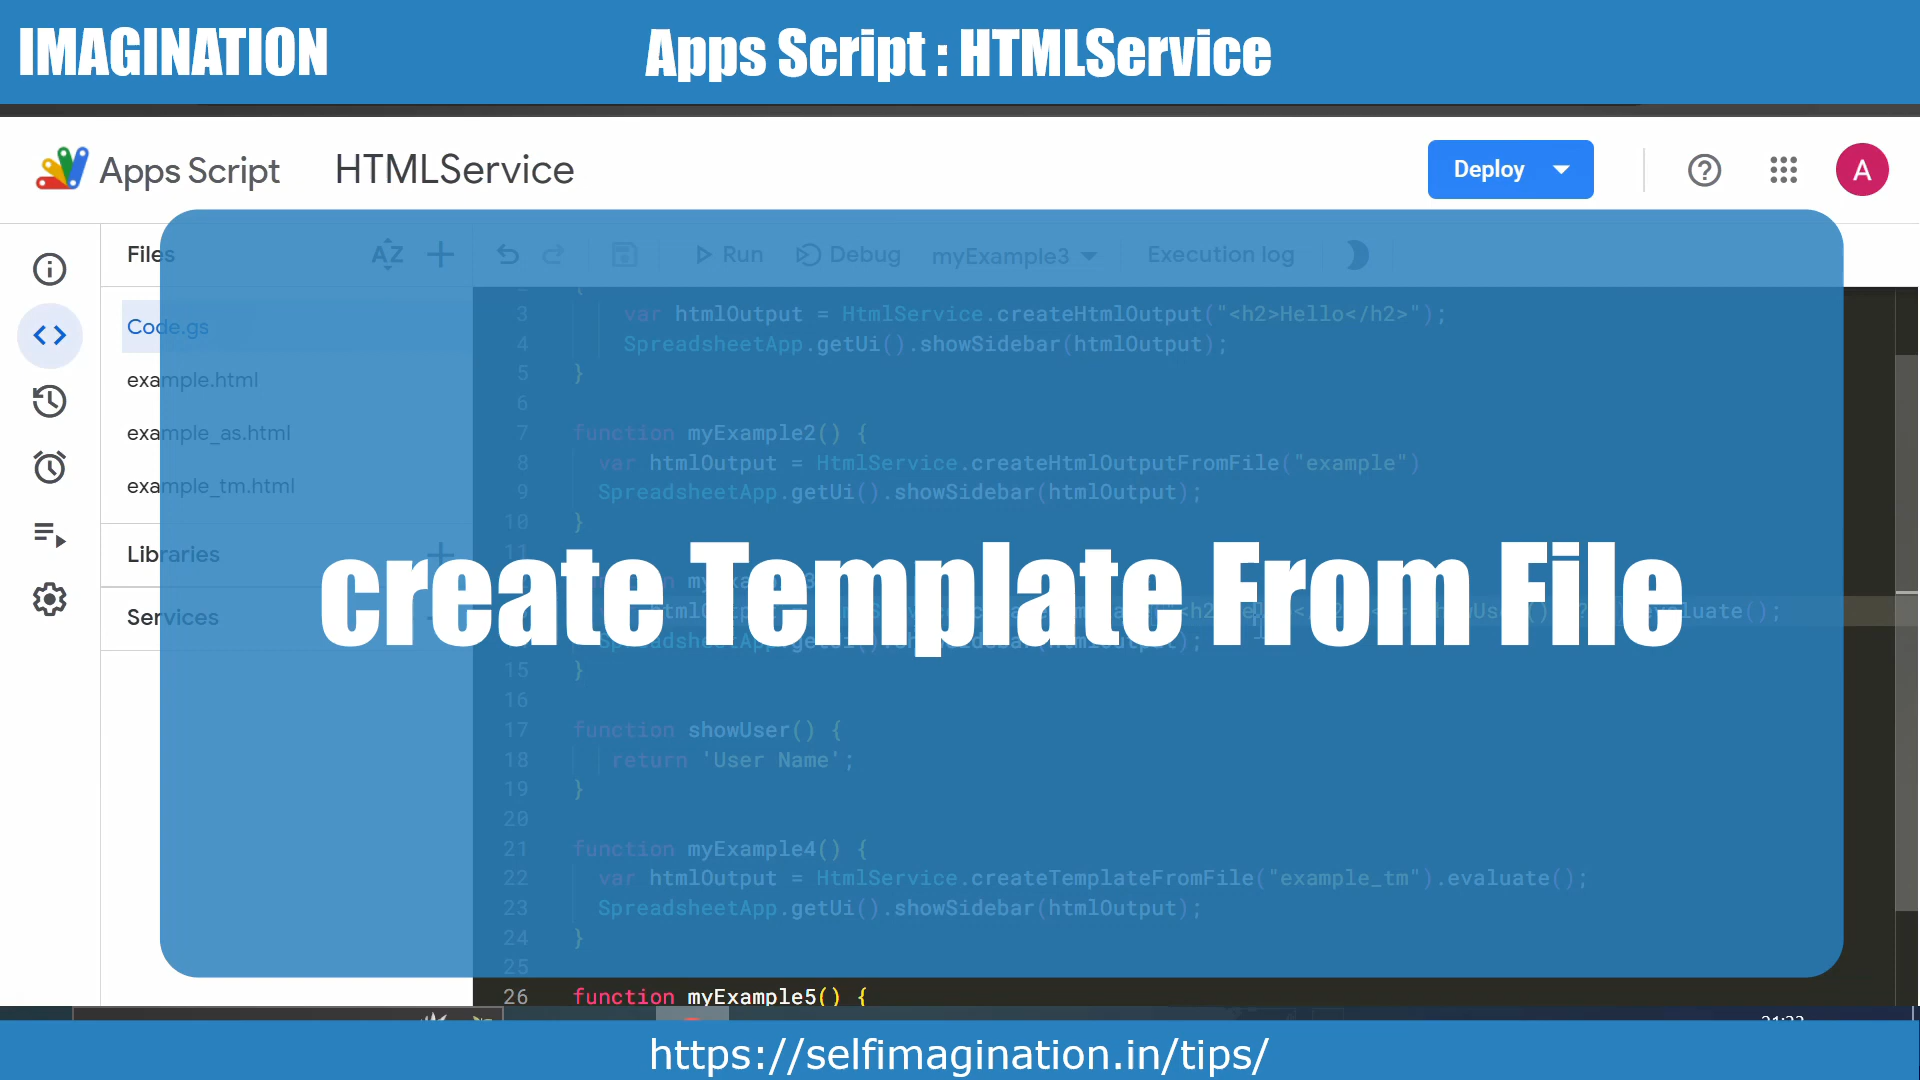 IMAGINATION
Apps Script : HTMLService
Apps Script
HTMLService
Deploy
A
Files
AZ
Run
Debug
myExample3
Execution log
Code.gs
example.html
example_as.html
example_tm.html
Libraries
Services
3 var htmlOutput = HtmlService.createHtmlOutput("<h2>Hello</h2>");
4 SpreadsheetApp.getUi().showSidebar(htmlOutput);
5 }
6
7 function myExample2() {
8 var htmlOutput = HtmlService.createHtmlOutputFromFile("example")
9 SpreadsheetApp.getUi().showSidebar(htmlOutput);
10 }
11
create Template From File
15 }
16
17 function showUser() {
18 return 'User Name';
19 }
20
21 function myExample4() {
22 var htmlOutput = HtmlService.createTemplateFromFile("example_tm").evaluate();
23 SpreadsheetApp.getUi().showSidebar(htmlOutput);
24 }
25
26 function myExample5() {
https://selfimagination.in/tips/